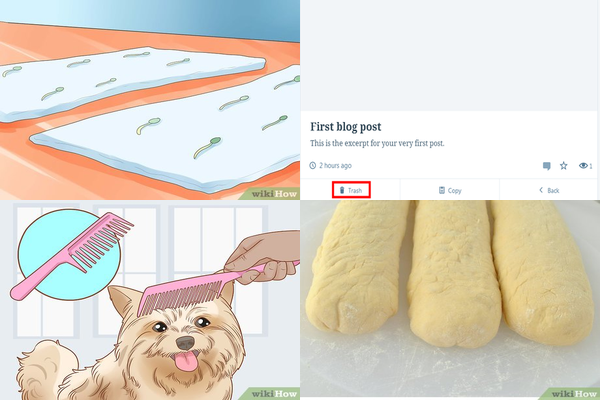 wikiHow
First blog post
This is the excerpt for your very first post.
2 hours ago
1
Trash
Copy
Back
wikiHow
wikiHow